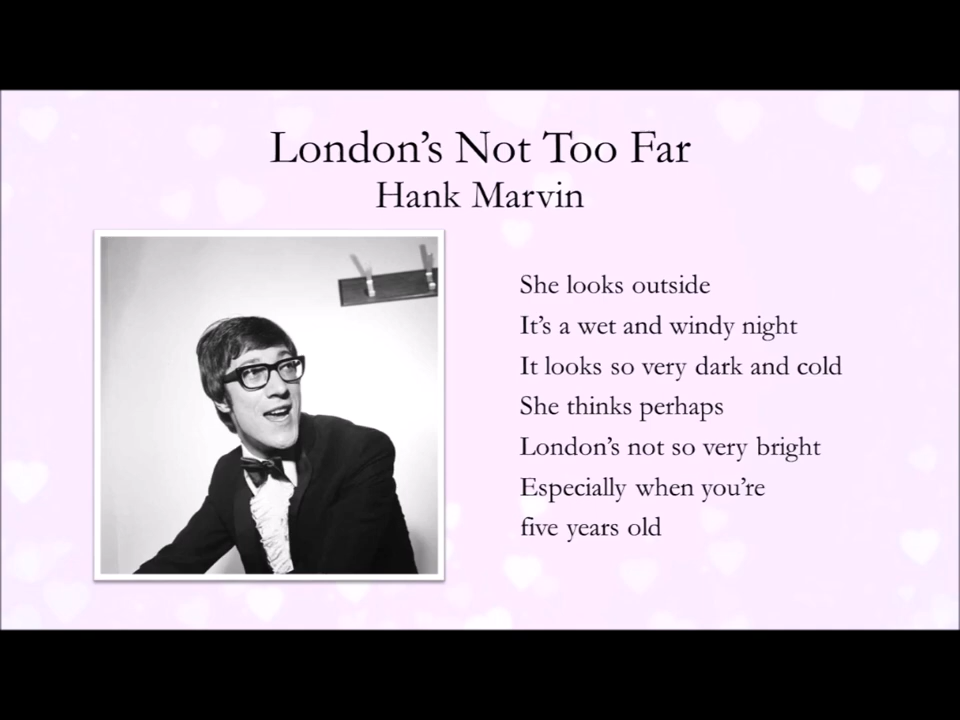 London's Not Too Far
Hank Marvin
She looks outside
It's a wet and windy night
It looks so very dark and cold
She thinks perhaps
London's not so very bright
Especially when you're
five years old